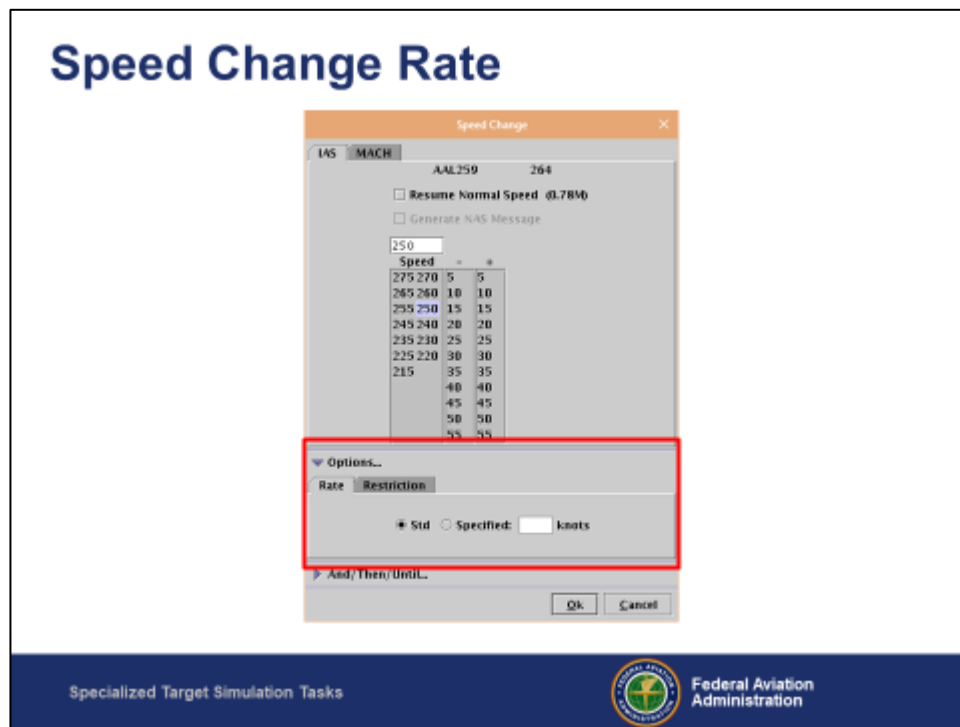 Speed Change Rate
Speed Change ×
IAS MACH
AAL259 264
Resume Normal Speed (0.78M)
Generate NAS Message
250
Speed - +
275 270 5 5
265 260 10 10
255 250 15 15
245 240 20 20
235 230 25 25
225 220 30 30
215 35 35
40 40
45 45
50 50
55 55
Options...
Rate Restriction
Std Specified: knots
And/Then/Until...
Ok Cancel
Specialized Target Simulation Tasks
Federal Aviation
Administration